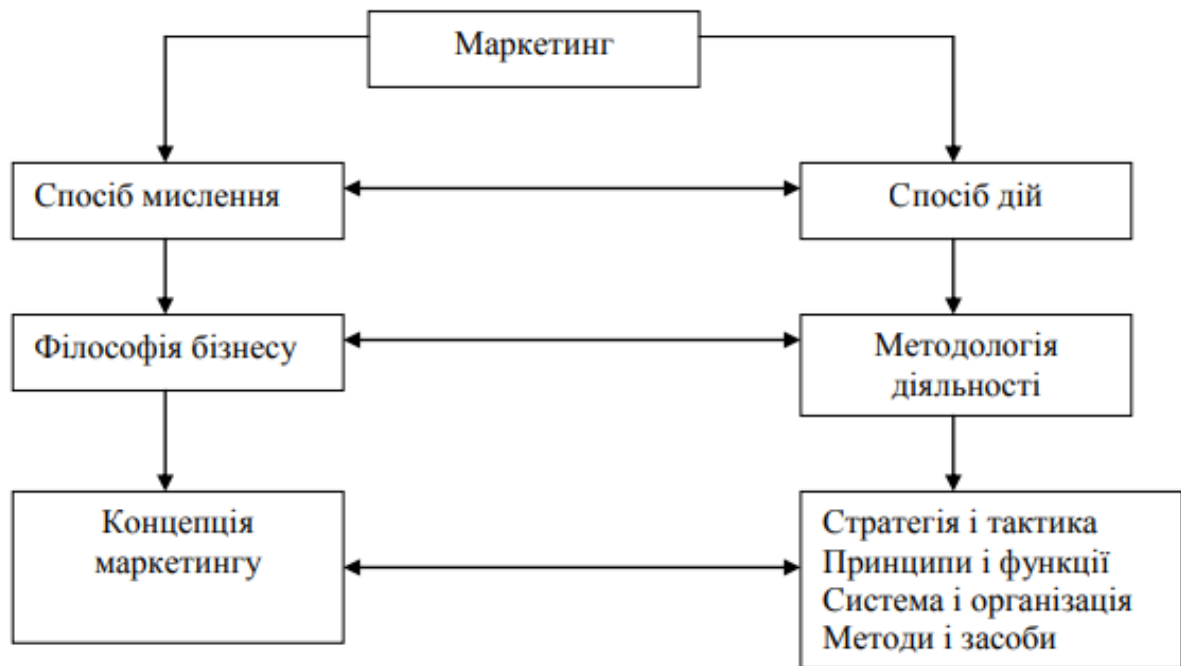 Маркетинг
Спосіб мислення
Спосіб дій
Філософія бізнесу
Методологія
діяльності
Концепція
маркетингу
Стратегія і тактика
Принципи і функції
Система і організація
Методи і засоби